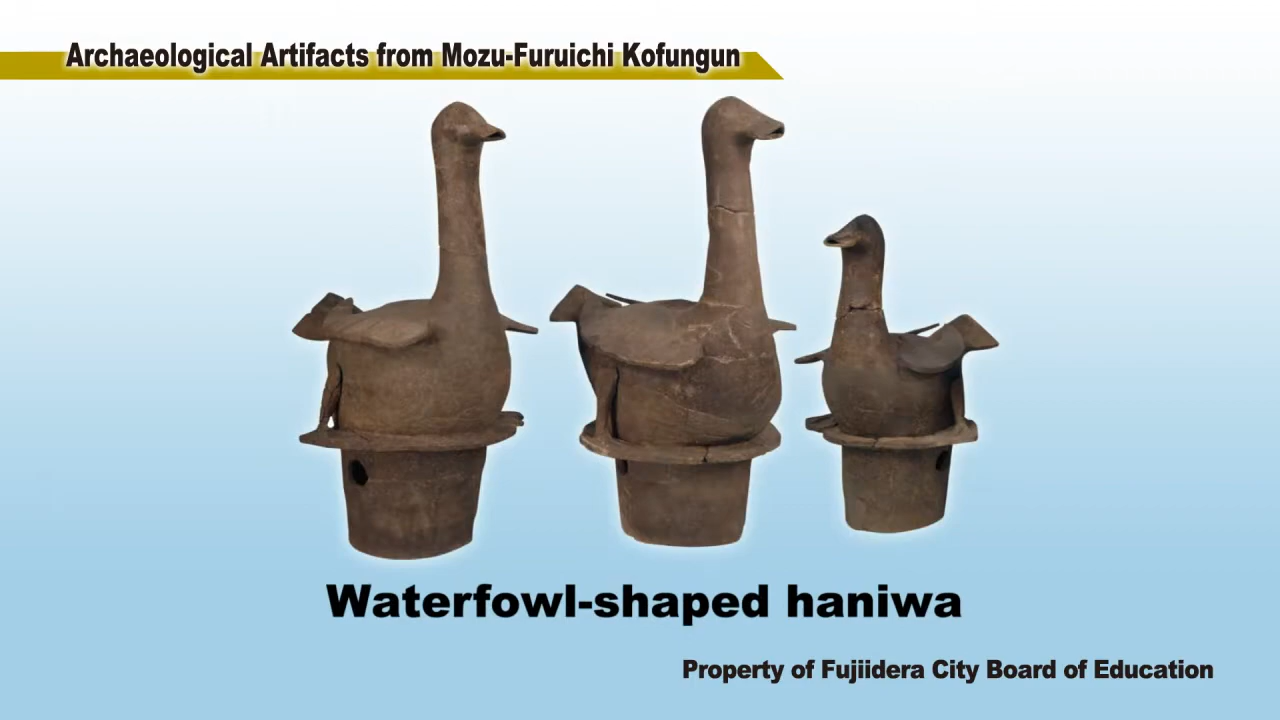 Archaeological Artifacts from Mozu-Furuichi Kofungun
Waterfowl-shaped haniwa
Property of Fujiidera City Board of Education